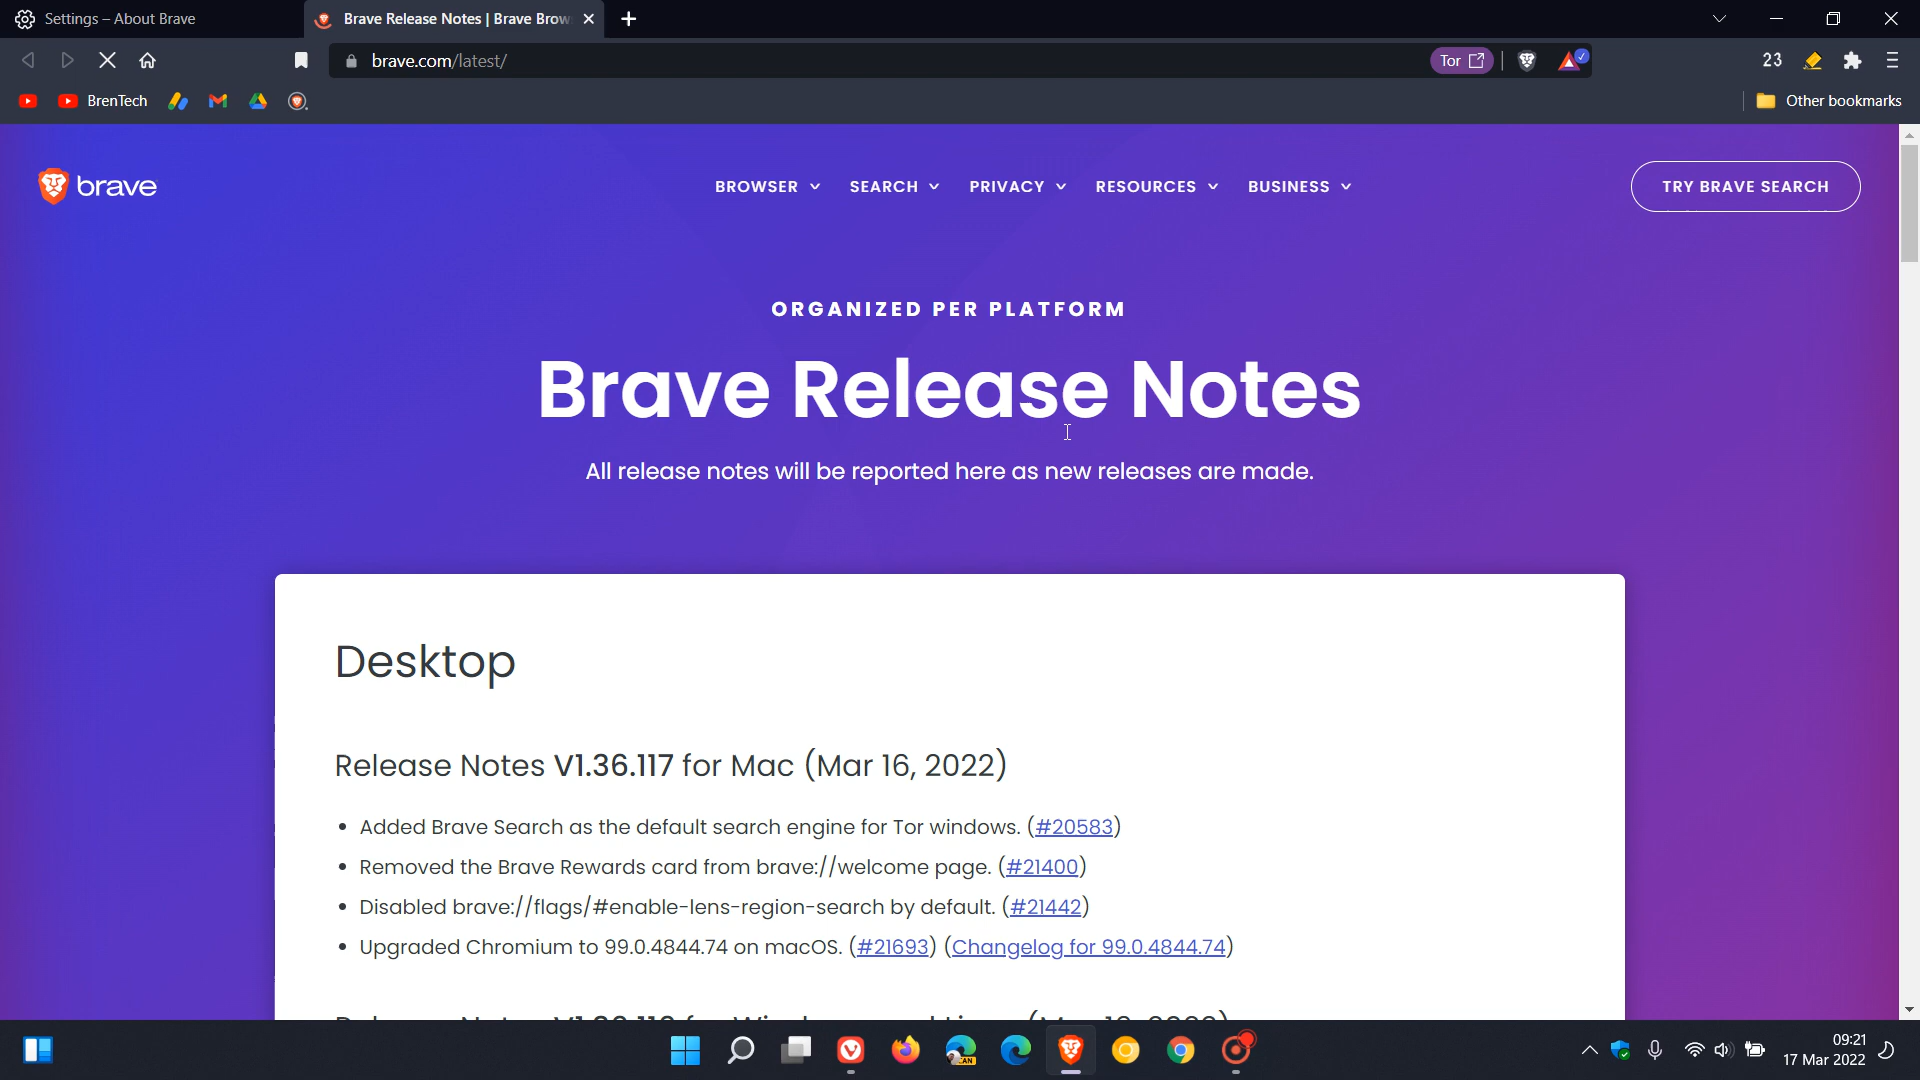 Settings – About Brave
Brave Release Notes | Brave Brow
brave.com/latest/
Tor
23
BrenTech
Other bookmarks
brave
BROWSER
SEARCH
PRIVACY
RESOURCES
BUSINESS
TRY BRAVE SEARCH
ORGANIZED PER PLATFORM
Brave Release Notes
All release notes will be reported here as new releases are made.
Desktop
Release Notes V1.36.117 for Mac (Mar 16, 2022)
• Added Brave Search as the default search engine for Tor windows. (#20583)
• Removed the Brave Rewards card from brave://welcome page. (#21400)
• Disabled brave://flags/#enable-lens-region-search by default. (#21442)
• Upgraded Chromium to 99.0.4844.74 on macOS. (#21693) (Changelog for 99.0.4844.74)
CAN
09:21
17 Mar 2022